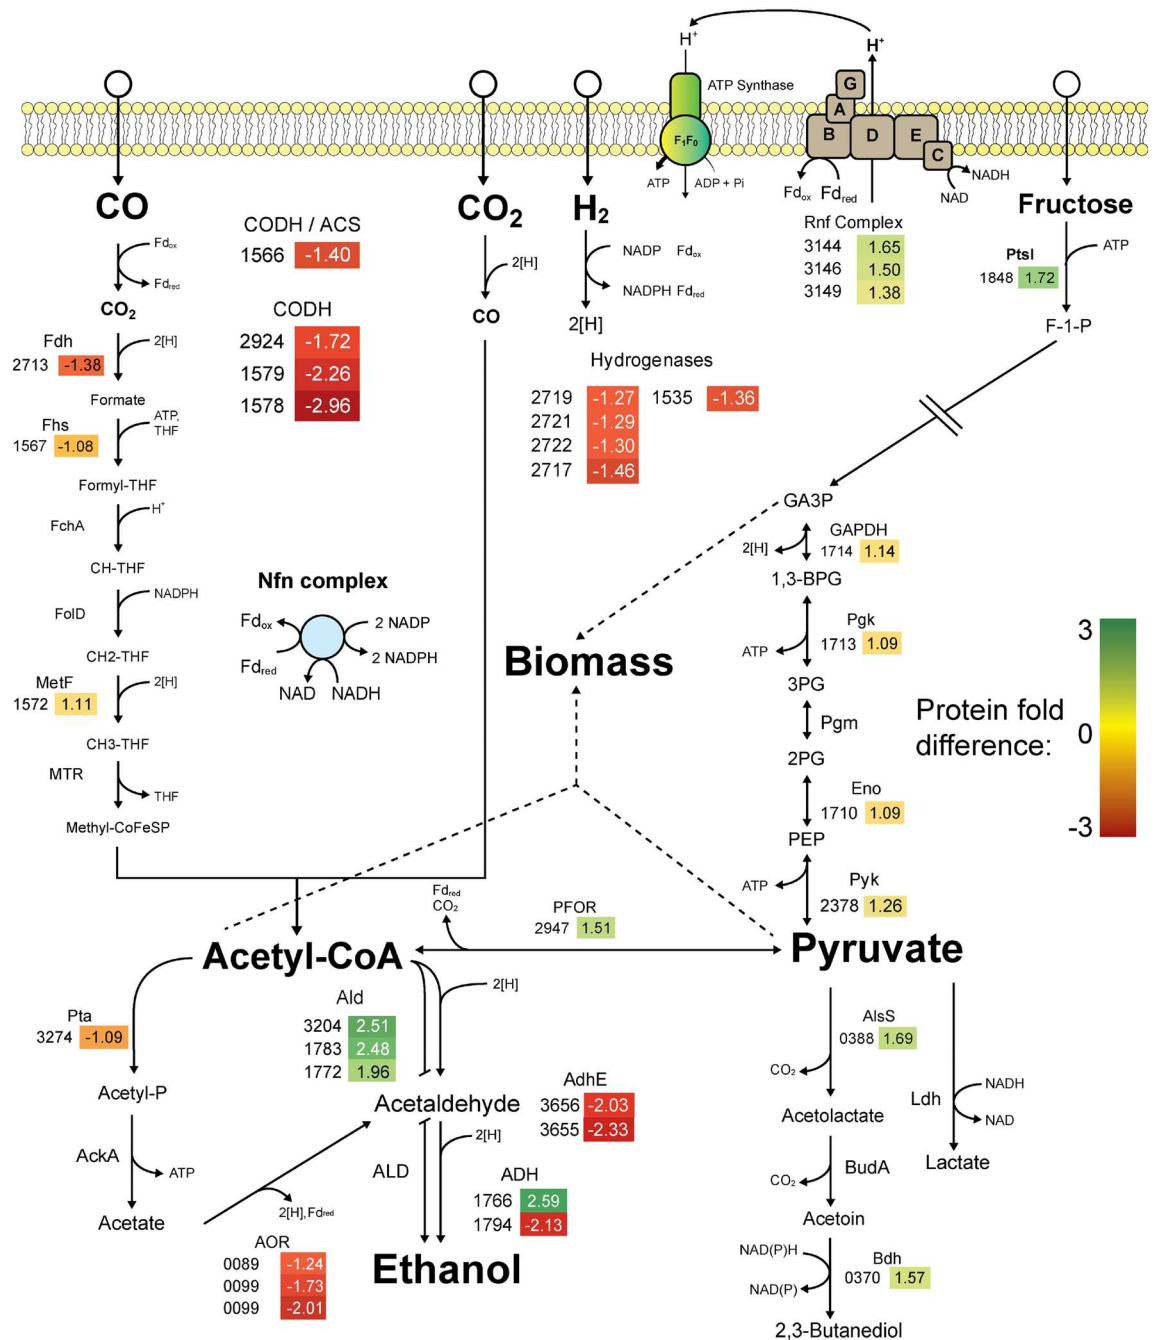 H+
H+
ATP Synthase
G
A
B
D
E
C
F1F0
ATP
ADP + Pi
Fdox
Fdred
NADH
NAD
CO
CO2
H2
Rnf Complex
3144 1.65
3146 1.50
3149 1.38
Fructose
PtsI
1848 1.72
ATP
F-1-P
CODH / ACS
1566 -1.40
Fdox
Fdred
CO2
2[H]
CO
NADP Fdox
NADPH Fdred
2[H]
CODH
2924 -1.72
1579 -2.26
1578 -2.96
Hydrogenases
2719 -1.27 1535 -1.36
2721 -1.29
2722 -1.30
2717 -1.46
Fdh
2713 -1.38
2[H]
Formate
Fhs
1567 -1.08
ATP,
THF
Formyl-THF
FchA
H+
CH-THF
FolD
NADPH
CH2-THF
MetF
1572 1.11
2[H]
CH3-THF
MTR
THF
Methyl-CoFeSP
Nfn complex
Fdox
2 NADP
Fdred
2 NADPH
NAD
NADH
Biomass
GA3P
GAPDH
1714 1.14
2[H]
1,3-BPG
Pgk
1713 1.09
ATP
3PG
Pgm
2PG
Eno
1710 1.09
PEP
ATP
Pyk
2378 1.26
Protein fold
difference:
3
0
-3
Fdred
CO2
PFOR
2947 1.51
Acetyl-CoA
Pyruvate
2[H]
Pta
3274 -1.09
Acetyl-P
AckA
ATP
Acetate
Ald
3204 2.51
1783 2.48
1772 1.96
Acetaldehyde
AdhE
3656 -2.03
3655 -2.33
2[H]
ALD
ADH
1766 2.59
1794 -2.13
2[H],Fdred
AOR
0089 -1.24
0099 -1.73
0099 -2.01
Ethanol
AlsS
0388 1.69
CO2
Acetolactate
Ldh
NADH
NAD
Lactate
BudA
CO2
Acetoin
NAD(P)H
NAD(P)
Bdh
0370 1.57
2,3-Butanediol